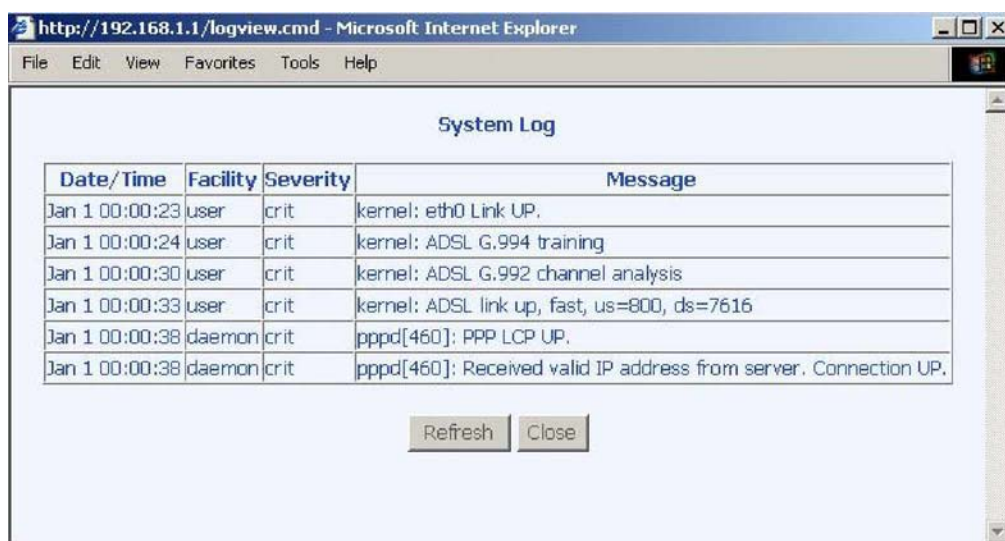 http://192.168.1.1/logview.cmd - Microsoft Internet Explorer
File Edit View Favorites Tools Help
System Log
Date/Time Facility Severity Message
Jan 1 00:00:23 user crit kernel: eth0 Link UP.
Jan 1 00:00:24 user crit kernel: ADSL G.994 training
Jan 1 00:00:30 user crit kernel: ADSL G.992 channel analysis
Jan 1 00:00:33 user crit kernel: ADSL link up, fast, us=800, ds=7616
Jan 1 00:00:38 daemon crit pppd[460]: PPP LCP UP.
Jan 1 00:00:38 daemon crit pppd[460]: Received valid IP address from server. Connection UP.
Refresh Close